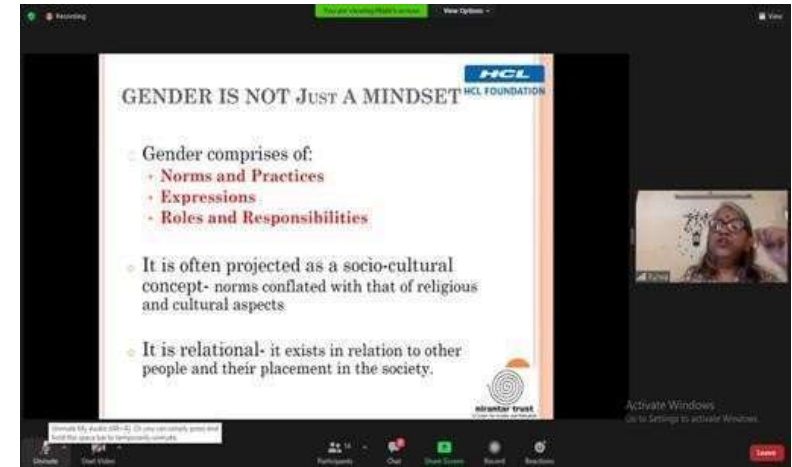 Recording
View Options
View
HCL
HCL FOUNDATION
GENDER IS NOT JUST A MINDSET
Gender comprises of:
• Norms and Practices
• Expressions
• Roles and Responsibilities
It is often projected as a socio-cultural
concept- norms conflated with that of religious
and cultural aspects
It is relational- it exists in relation to other
people and their placement in the society.
nirantar trust
Activate Windows
Go to Settings to activate Windows.
Unmute
Start Video
Participants
Chat
Share Screen
Record
Reactions
Leave